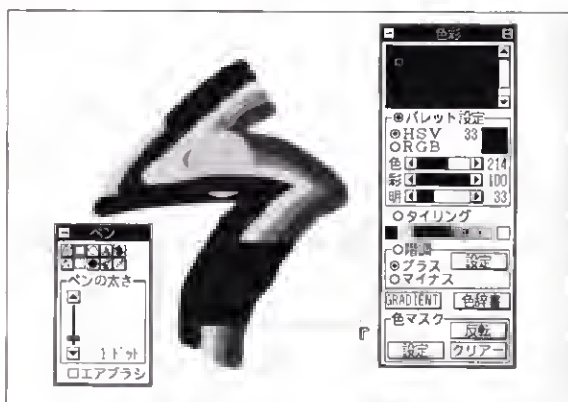 色彩
パレット設定
HSV 33
RGB
色 214
彩 100
明 33
タイリング
階調
プラス 設定
マイナス
GRADIENT 色辞書
色マスク
反転
設定 クリアー
ペン
ペンの太さ
1ドット
エアブラシ